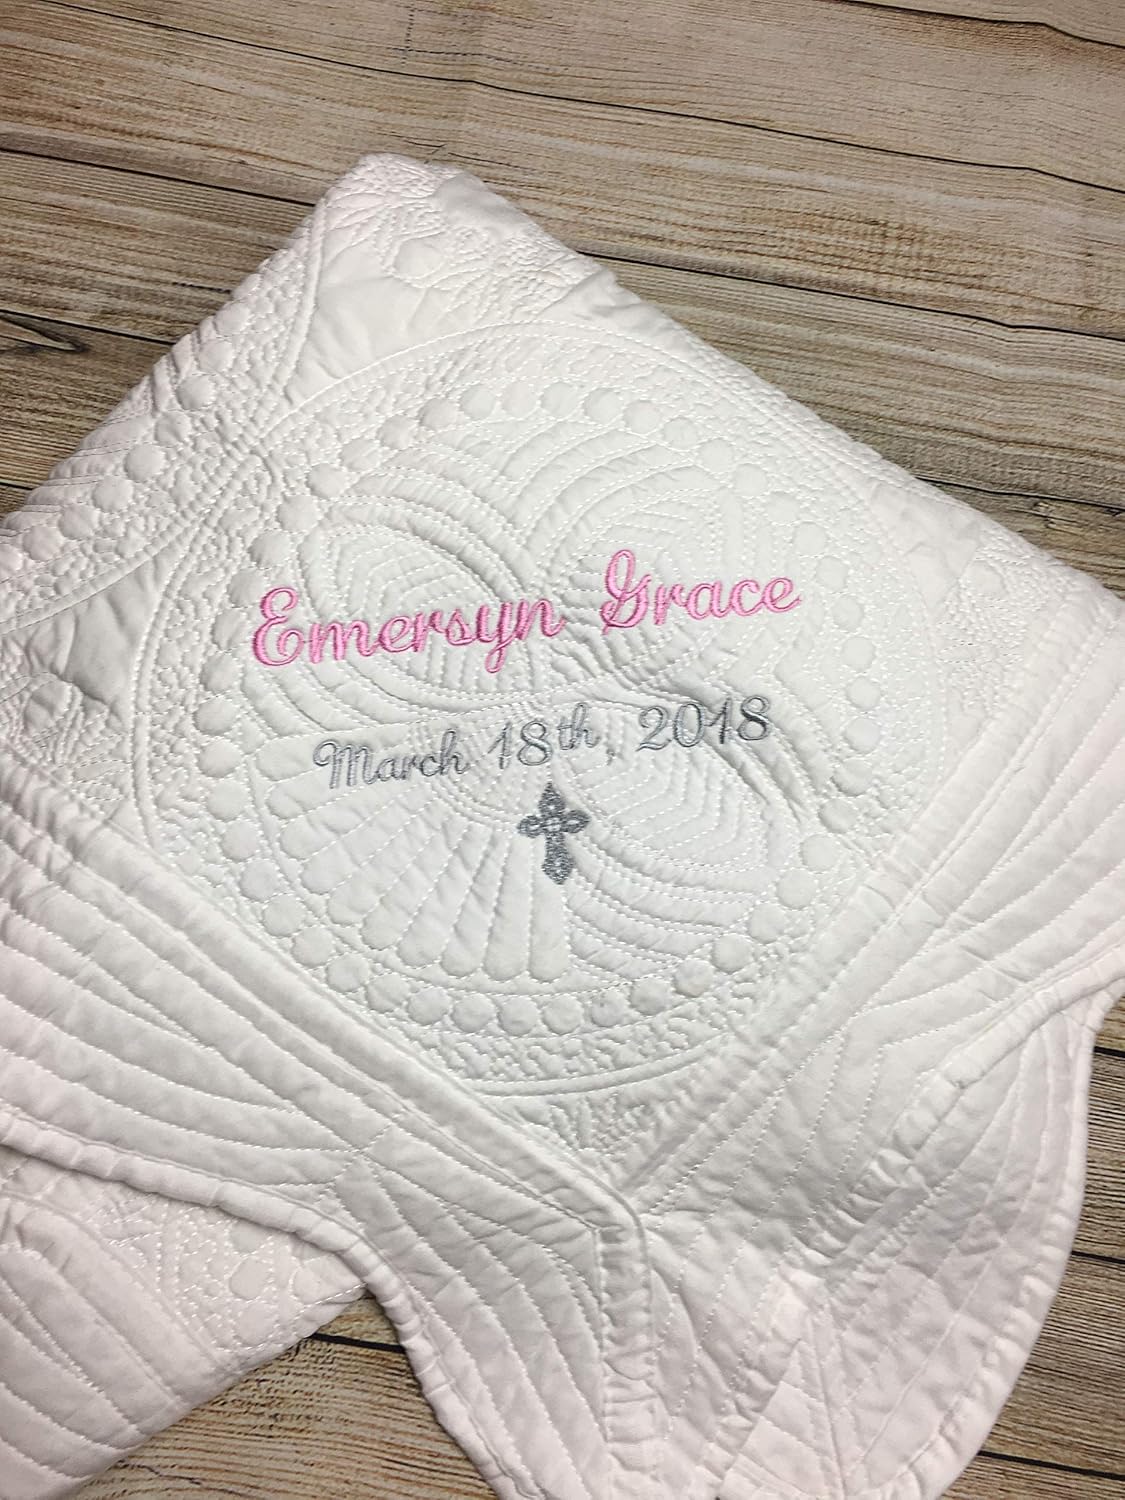 Emersyn Grace
March 18th, 2018